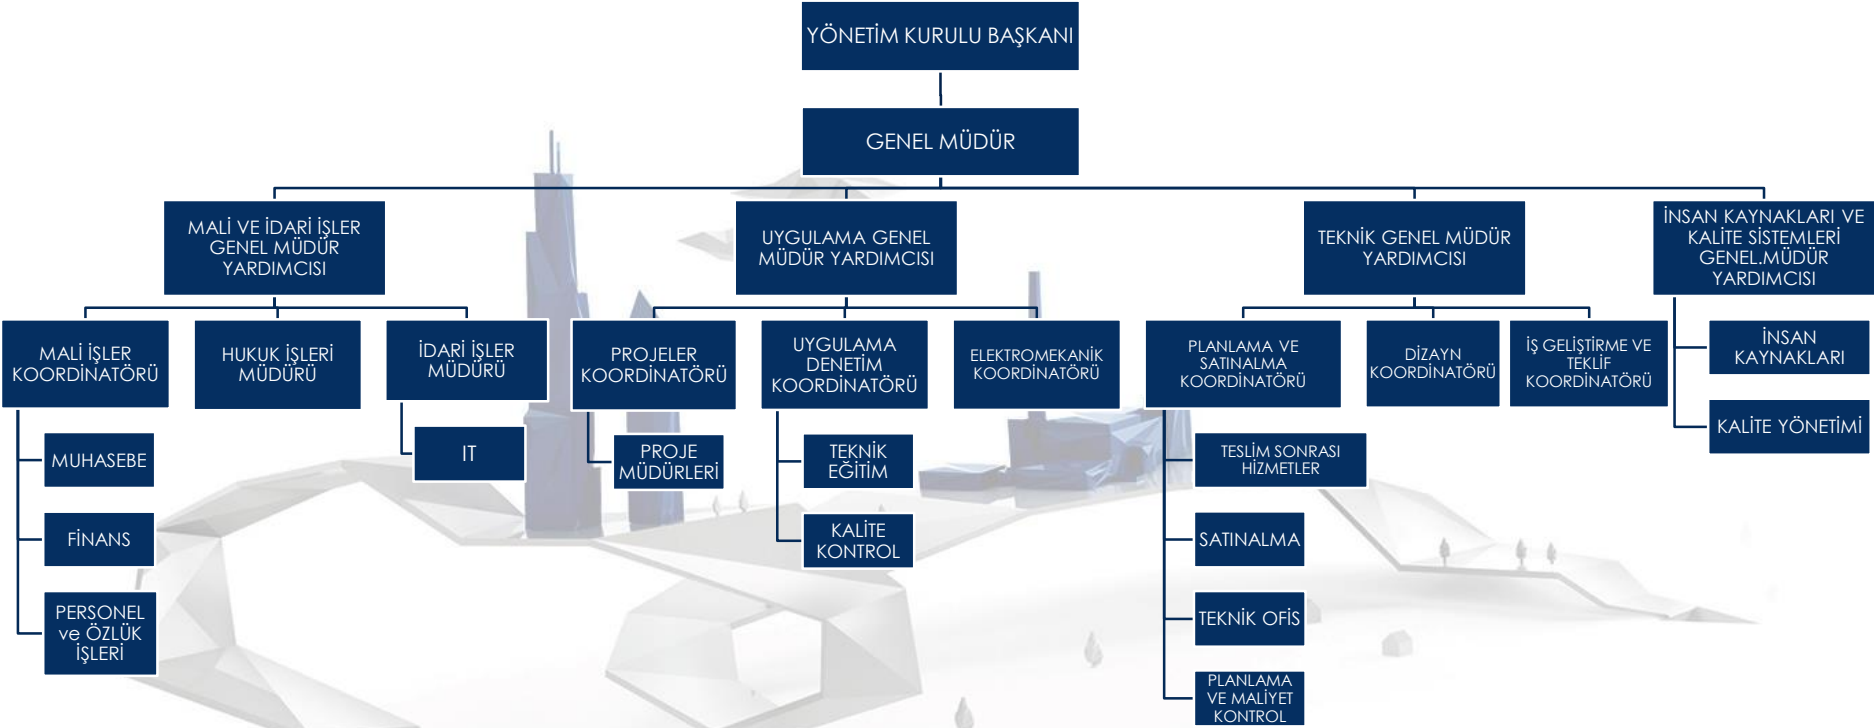 YÖNETİM KURULU BAŞKANI
GENEL MÜDÜR
MALİ VE İDARİ İŞLER
GENEL MÜDÜR
YARDIMCISI
UYGULAMA GENEL
MÜDÜR YARDIMCISI
TEKNİK GENEL MÜDÜR
YARDIMCISI
İNSAN KAYNAKLARI VE
KALİTE SİSTEMLERİ
GENEL.MÜDÜR
YARDIMCISI
MALİ İŞLER
KOORDİNATÖRÜ
HUKUK İŞLERİ
MÜDÜRÜ
İDARİ İŞLER
MÜDÜRÜ
PROJELER
KOORDİNATÖRÜ
UYGULAMA
DENETİM
KOORDİNATÖRÜ
ELEKTROMEKANİK
KOORDİNATÖRÜ
PLANLAMA VE
SATINALMA
KOORDİNATÖRÜ
DİZAYN
KOORDİNATÖRÜ
İŞ GELİŞTİRME VE
TEKLİF
KOORDİNATÖRÜ
İNSAN
KAYNAKLARI
KALİTE YÖNETİMİ
MUHASEBE
FİNANS
PERSONEL
ve ÖZLÜK
İŞLERİ
IT
PROJE
MÜDÜRLERİ
TEKNİK
EĞİTİM
KALİTE
KONTROL
TESLİM SONRASI
HİZMETLER
SATINALMA
TEKNİK OFİS
PLANLAMA
VE MALİYET
KONTROL